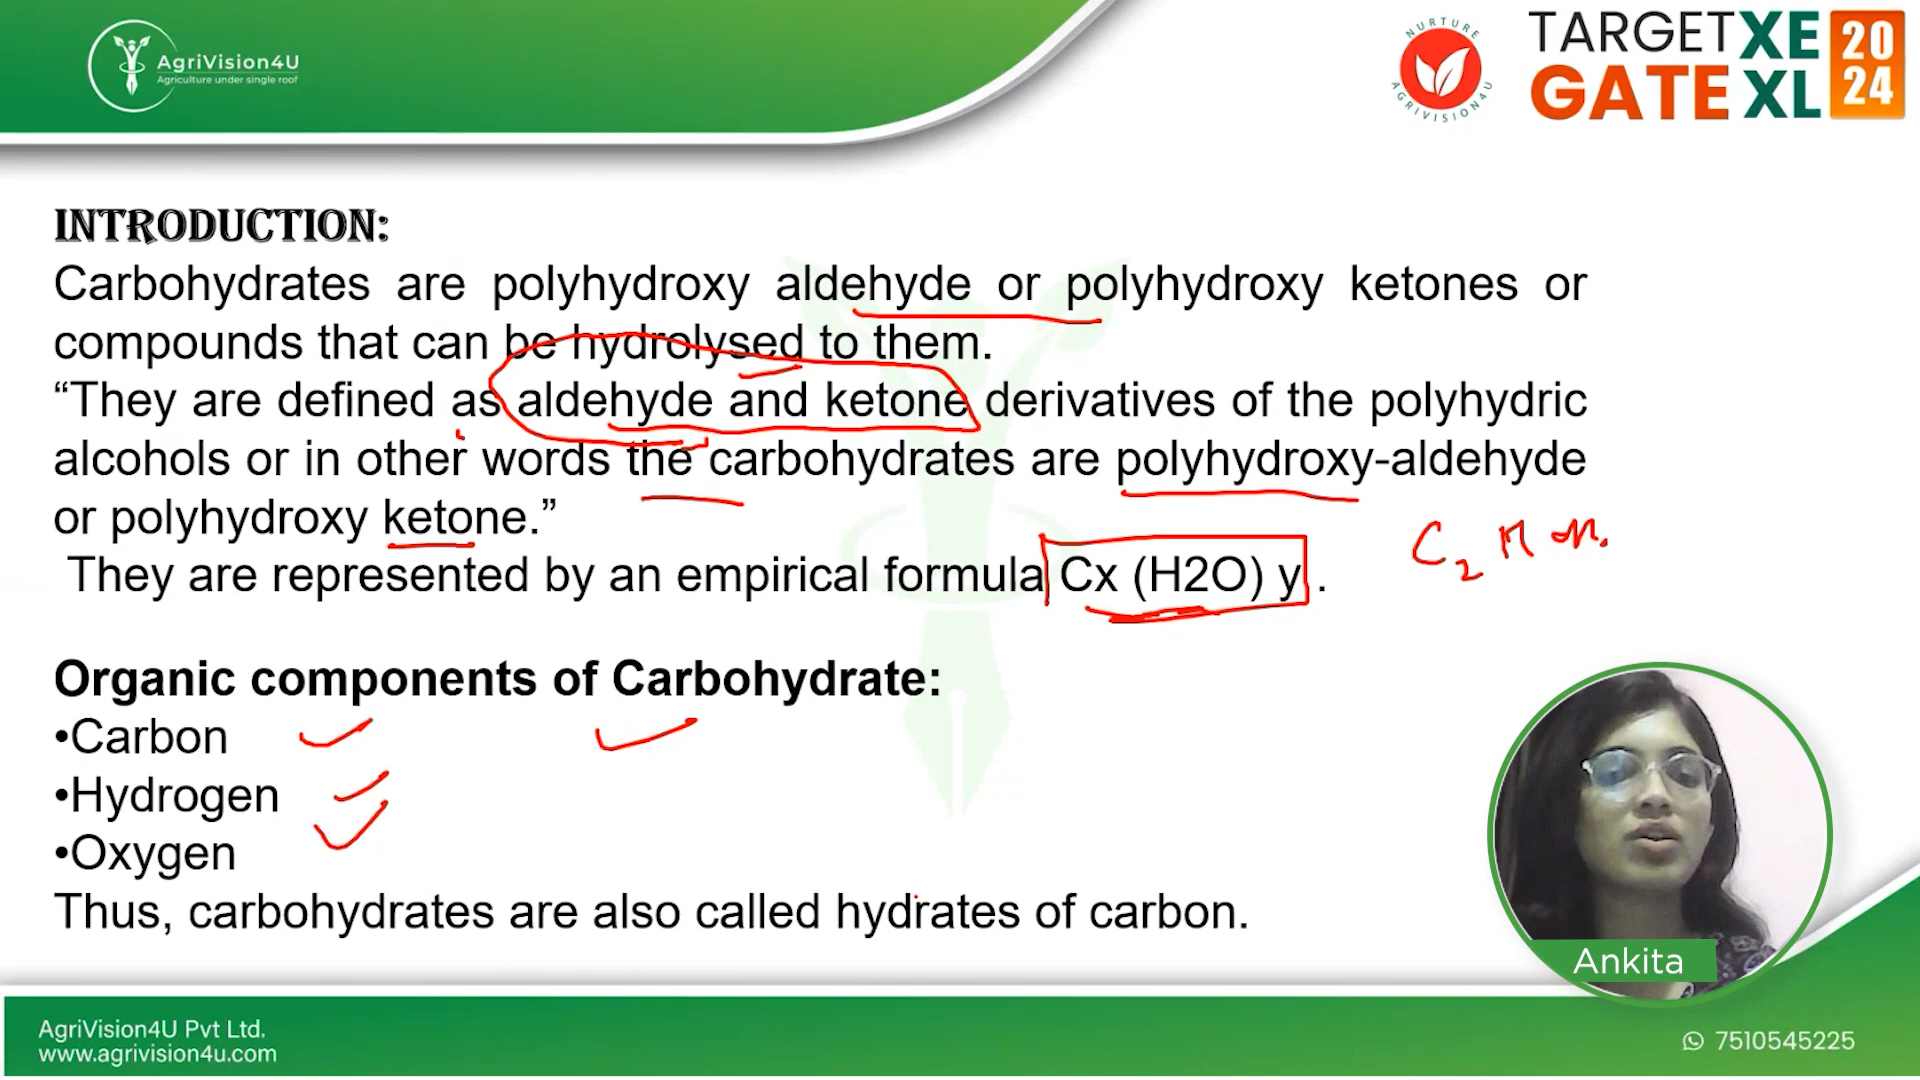 AgriVision4U
Agriculture under single roof
NURTURE
AGRIVISION4U
TARGET XE
GATE XL
20
24
INTRODUCTION:
Carbohydrates are polyhydroxy aldehyde or polyhydroxy ketones or
compounds that can be hydrolysed to them.
“They are defined as aldehyde and ketone derivatives of the polyhydric
alcohols or in other words the carbohydrates are polyhydroxy-aldehyde
or polyhydroxy ketone.”
They are represented by an empirical formula Cx (H2O) y .
Organic components of Carbohydrate:
•Carbon
•Hydrogen
•Oxygen
Thus, carbohydrates are also called hydrates of carbon.
Ankita
AgriVision4U Pvt Ltd.
www.agrivision4u.com
7510545225